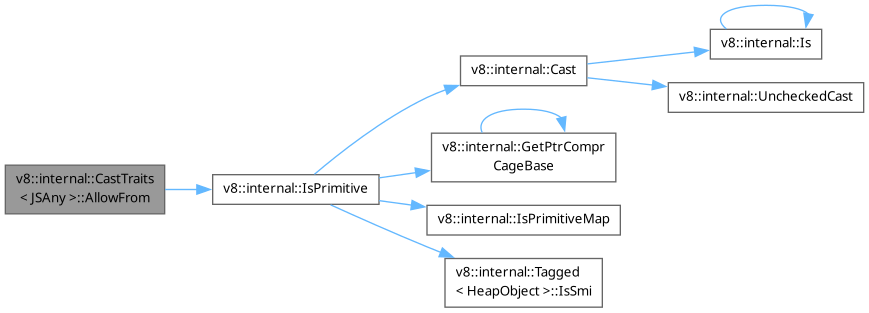 v8::internal::CastTraits
< JSAny >::AllowFrom
v8::internal::IsPrimitive
v8::internal::Cast
v8::internal::Is
v8::internal::UncheckedCast
v8::internal::GetPtrCompr
CageBase
v8::internal::IsPrimitiveMap
v8::internal::Tagged
< HeapObject >::IsSmi